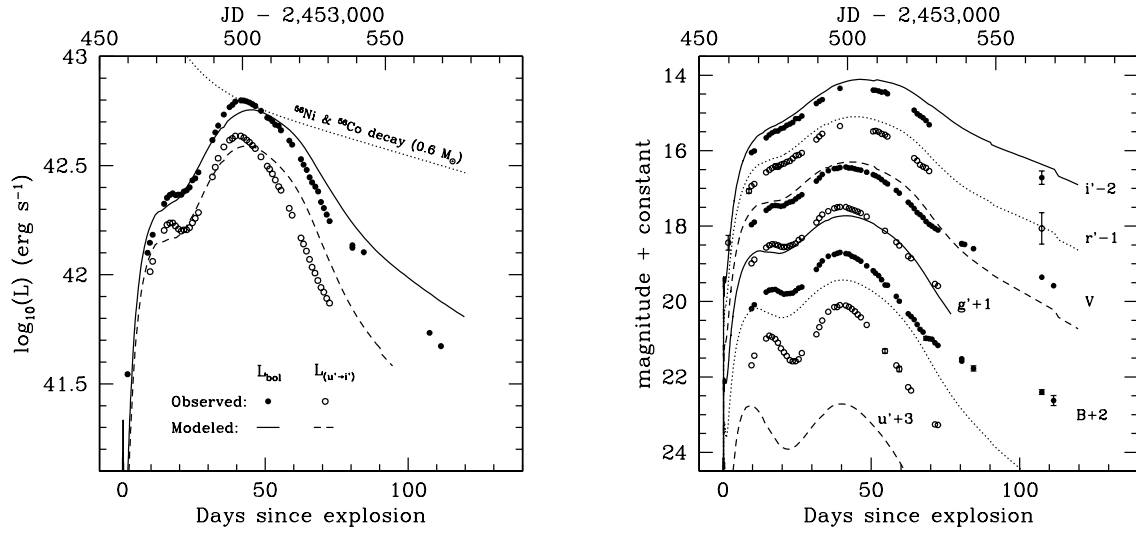 JD − 2,453,000
450 500 550
43
42.5
42
41.5
log₁₀(L) (erg s⁻¹)
⁵⁶Ni & ⁵⁶Co decay (0.6 M☉)
L_bol L_(u'→i')
Observed:
Modeled:
0 50 100
Days since explosion
JD − 2,453,000
450 500 550
14
16
18
20
22
24
magnitude + constant
i'−2
r'−1
V
g'+1
B+2
u'+3
0 50 100
Days since explosion